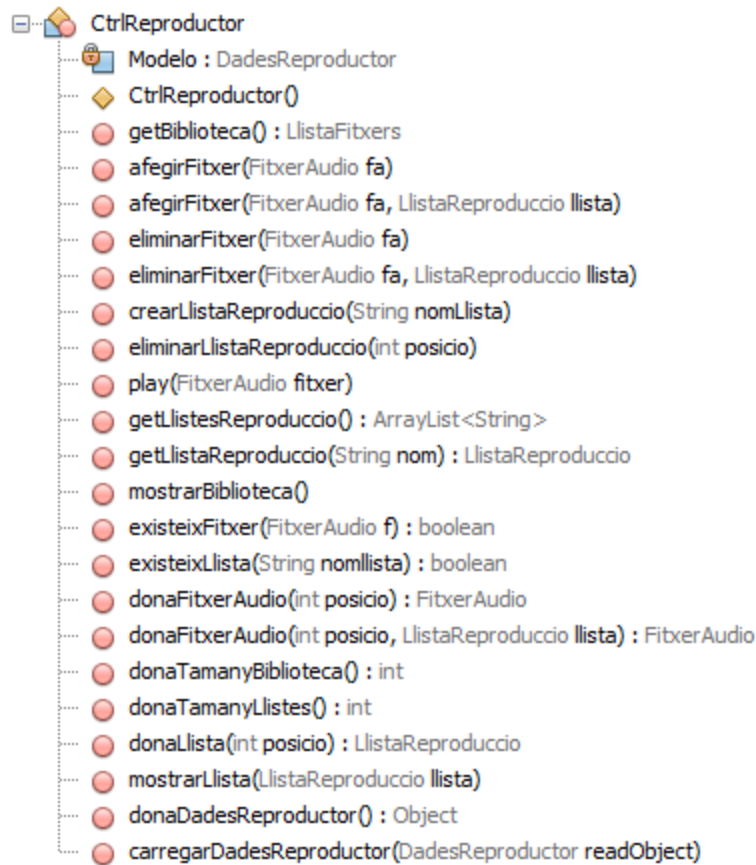 CtrlReproductor
Modelo : DadesReproductor
CtrlReproductor()
getBiblioteca() : LlistaFitxers
afegirFitxer(FitxerAudio fa)
afegirFitxer(FitxerAudio fa, LlistaReproduccio llista)
eliminarFitxer(FitxerAudio fa)
eliminarFitxer(FitxerAudio fa, LlistaReproduccio llista)
crearLlistaReproduccio(String nomLlista)
eliminarLlistaReproduccio(int posicio)
play(FitxerAudio fitxer)
getLlistesReproduccio() : ArrayList<String>
getLlistaReproduccio(String nom) : LlistaReproduccio
mostrarBiblioteca()
existeixFitxer(FitxerAudio f) : boolean
existeixLlista(String nomllista) : boolean
donaFitxerAudio(int posicio) : FitxerAudio
donaFitxerAudio(int posicio, LlistaReproduccio llista) : FitxerAudio
donaTamanyBiblioteca() : int
donaTamanyLlistes() : int
donaLlista(int posicio) : LlistaReproduccio
mostrarLlista(LlistaReproduccio llista)
donaDadesReproductor() : Object
carregarDadesReproductor(DadesReproductor readObject)